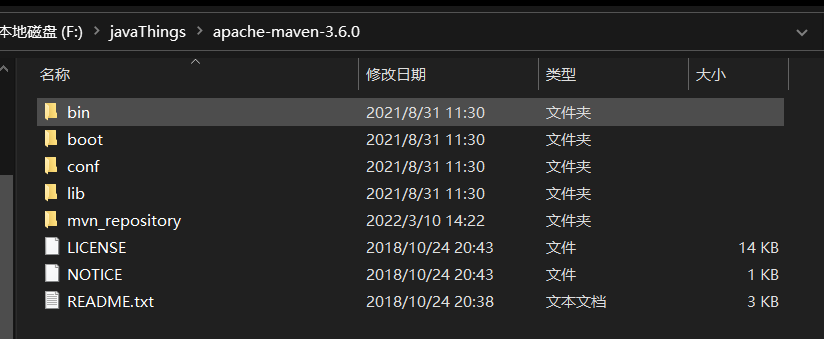 本地磁盘 (F:) > javaThings > apache-maven-3.6.0
名称 修改日期 类型 大小
bin 2021/8/31 11:30 文件夹
boot 2021/8/31 11:30 文件夹
conf 2021/8/31 11:30 文件夹
lib 2021/8/31 11:30 文件夹
mvn_repository 2022/3/10 14:22 文件夹
LICENSE 2018/10/24 20:43 文件 14 KB
NOTICE 2018/10/24 20:43 文件 1 KB
README.txt 2018/10/24 20:38 文本文档 3 KB